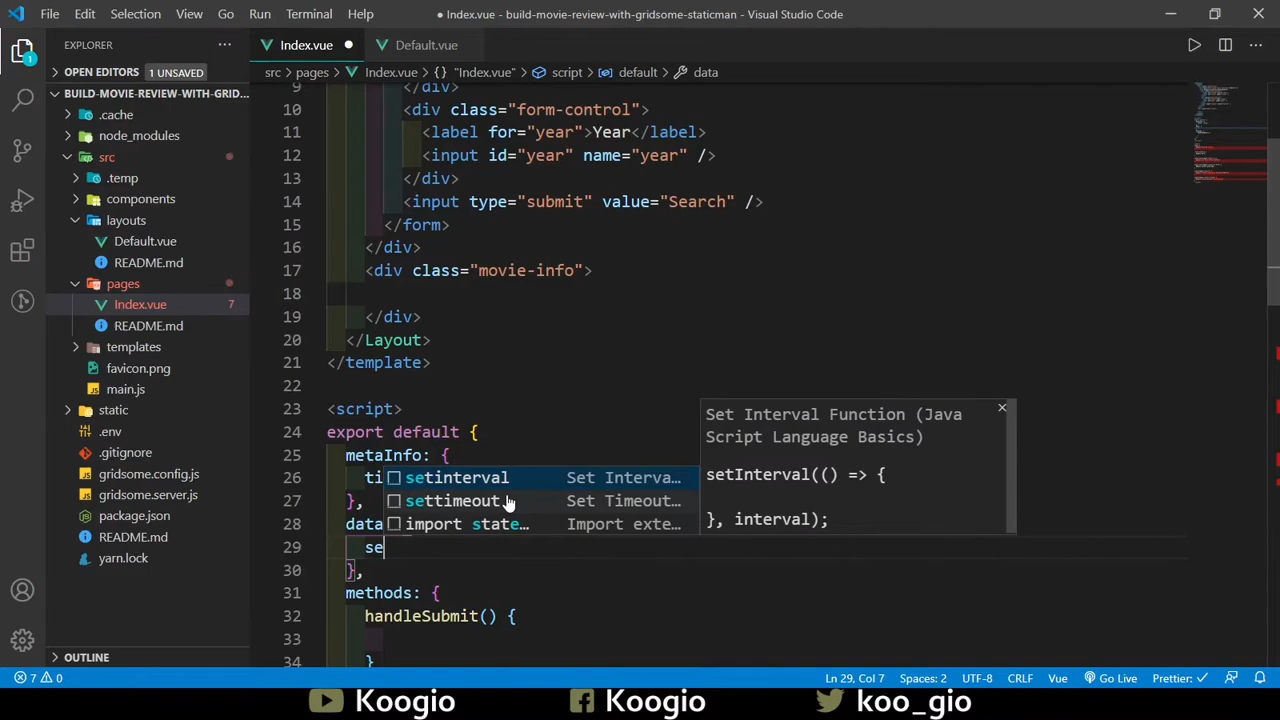 File Edit Selection View Go Run Terminal Help
● Index.vue - build-movie-review-with-gridsome-staticman - Visual Studio Code
EXPLORER
Index.vue ● Default.vue
OPEN EDITORS 1 UNSAVED
src > pages > Index.vue > {} "Index.vue" > script > default > data
BUILD-MOVIE-REVIEW-WITH-GRID...
.cache
node_modules
src
.temp
components
layouts
Default.vue
README.md
pages
Index.vue 7
README.md
templates
favicon.png
main.js
static
.env
.gitignore
gridsome.config.js
gridsome.server.js
package.json
README.md
yarn.lock
OUTLINE
1
9 </div>
10 <div class="form-control">
11 <label for="year">Year</label>
12 <input id="year" name="year" />
13 </div>
14 <input type="submit" value="Search" />
15 </form>
16 </div>
17 <div class="movie-info">
18
19 </div>
20 </Layout>
21 </template>
22
23 <script>
24 export default {
25 metaInfo: {
26 ti
27 },
28 data
29 se
30 },
31 methods: {
32 handleSubmit() {
33
34 }
setinterval Set Interva...
settimeout Set Timeout...
import state... Import exte...
Set Interval Function (Java
Script Language Basics)
setInterval(() => {
}, interval);
7 0 Ln 29, Col 7 Spaces: 2 UTF-8 CRLF Vue Go Live Prettier: ✓
Koogio Koogio koo_gio